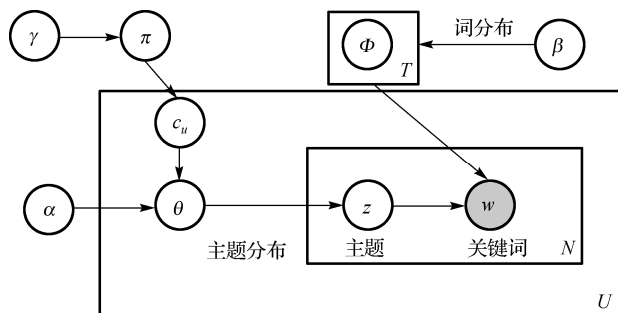 γ π Φ 词分布 β
T
c_u
α θ z w
主题分布 主题 关键词 N
U